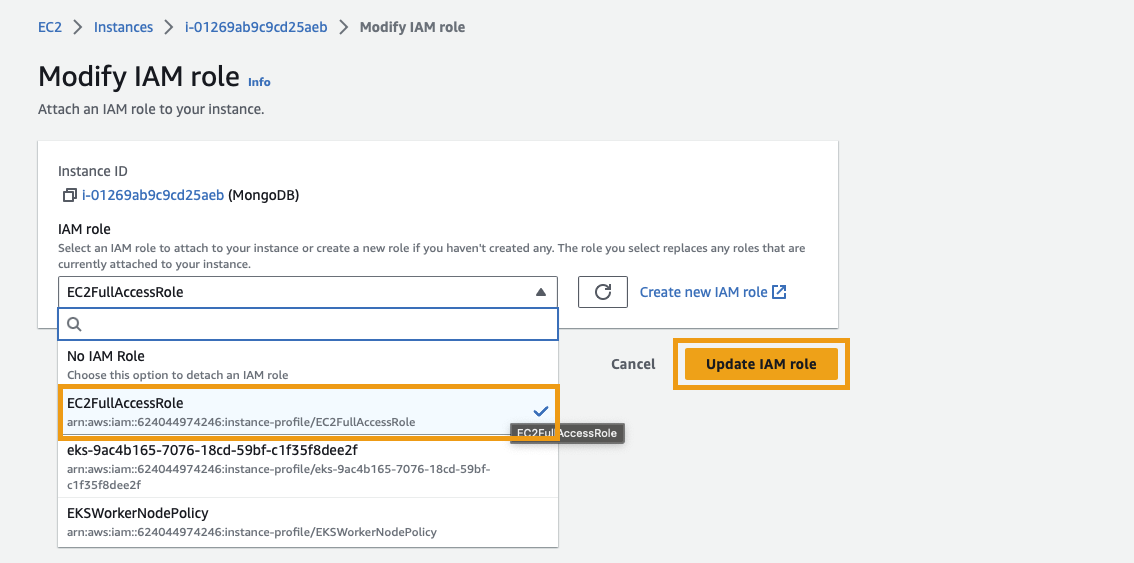 EC2 > Instances > i-01269ab9c9cd25aeb > Modify IAM role
Modify IAM role Info
Attach an IAM role to your instance.
Instance ID
i-01269ab9c9cd25aeb (MongoDB)
IAM role
Select an IAM role to attach to your instance or create a new role if you haven't created any. The role you select replaces any roles that are
currently attached to your instance.
EC2FullAccessRole
Create new IAM role
No IAM Role
Choose this option to detach an IAM role
Cancel
Update IAM role
EC2FullAccessRole
arn:aws:iam::624044974246:instance-profile/EC2FullAccessRole
EC2FullAccessRole
eks-9ac4b165-7076-18cd-59bf-c1f35f8dee2f
arn:aws:iam::624044974246:instance-profile/eks-9ac4b165-7076-18cd-59bf-
c1f35f8dee2f
EKSWorkerNodePolicy
arn:aws:iam::624044974246:instance-profile/EKSWorkerNodePolicy